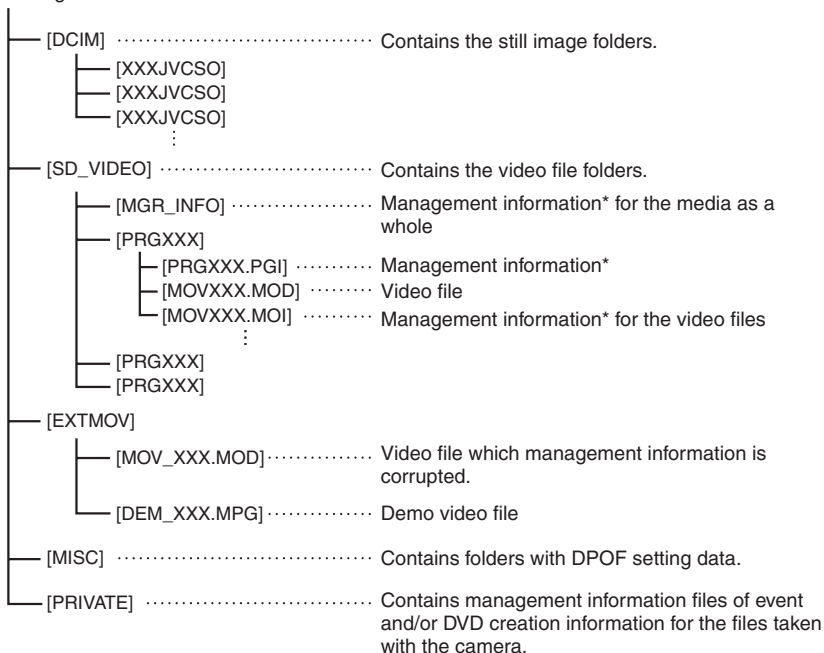 [DCIM] Contains the still image folders.
[XXXJVCSO]
[XXXJVCSO]
[XXXJVCSO]
[SD_VIDEO] Contains the video file folders.
[MGR_INFO] Management information* for the media as a
whole
[PRGXXX]
[PRGXXX.PGI] Management information*
[MOVXXX.MOD] Video file
[MOVXXX.MOI] Management information* for the video files
[PRGXXX]
[PRGXXX]
[EXTMOV]
[MOV_XXX.MOD] Video file which management information is
corrupted.
[DEM_XXX.MPG] Demo video file
[MISC] Contains folders with DPOF setting data.
[PRIVATE] Contains management information files of event
and/or DVD creation information for the files taken
with the camera.